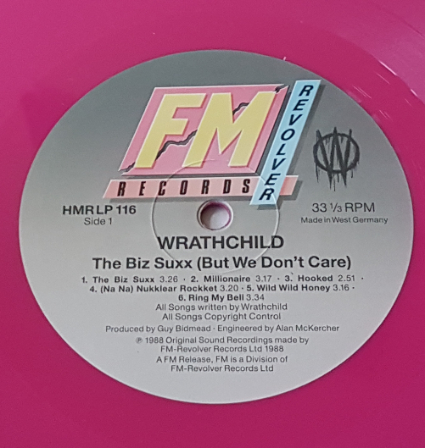 FM
REVOLVER
RECORDS
W
HMR LP 116
Side 1
33 ⅓ RPM
Made in West Germany
WRATHCHILD
The Biz Suxx (But We Don't Care)
1. The Biz Suxx 3.26 · 2. Millionaire 3.17 · 3. Hooked 2.51 ·
4. (Na Na) Nukklear Rokket 3.20 · 5. Wild Wild Honey 3.16 ·
6. Ring My Bell 3.34
All Songs written by Wrathchild
All Songs Copyright Control
Produced by Guy Bidmead · Engineered by Alan McKercher
℗ 1988 Original Sound Recordings made by
FM-Revolver Records Ltd 1988
A FM Release, FM is a Division of
FM-Revolver Records Ltd